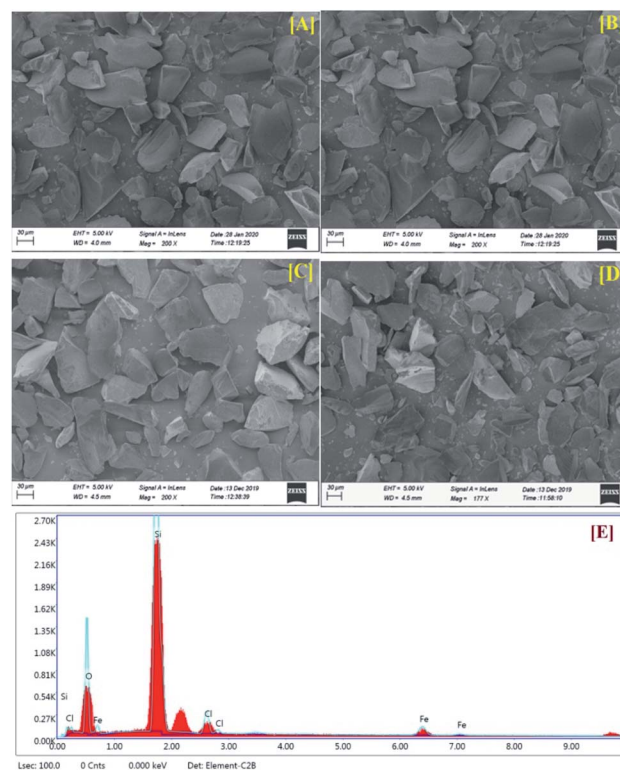 [A]
30 µm
EHT = 5.00 kV
Signal A = InLens
Date :28 Jan 2020
WD = 4.0 mm
Mag = 200 X
Time :12:19:25
ZEISS
[B]
30 µm
EHT = 5.00 kV
Signal A = InLens
Date :28 Jan 2020
WD = 4.0 mm
Mag = 200 X
Time :12:19:25
ZEISS
[C]
30 µm
EHT = 5.00 kV
Signal A = InLens
Date :13 Dec 2019
WD = 4.5 mm
Mag = 200 X
Time :12:38:39
ZEISS
[D]
30 µm
EHT = 5.00 kV
Signal A = InLens
Date :13 Dec 2019
WD = 4.5 mm
Mag = 177 X
Time :11:58:10
ZEISS
[E]
2.70K
2.43K
2.16K
1.89K
1.62K
1.35K
1.08K
0.81K
0.54K
0.27K
0.00K
Si
Si
O
Cl
Fe
Cl
Cl
Fe
Fe
0.00 1.00 2.00 3.00 4.00 5.00 6.00 7.00 8.00 9.00
Lsec: 100.0 0 Cnts 0.000 keV Det: Element-C2B